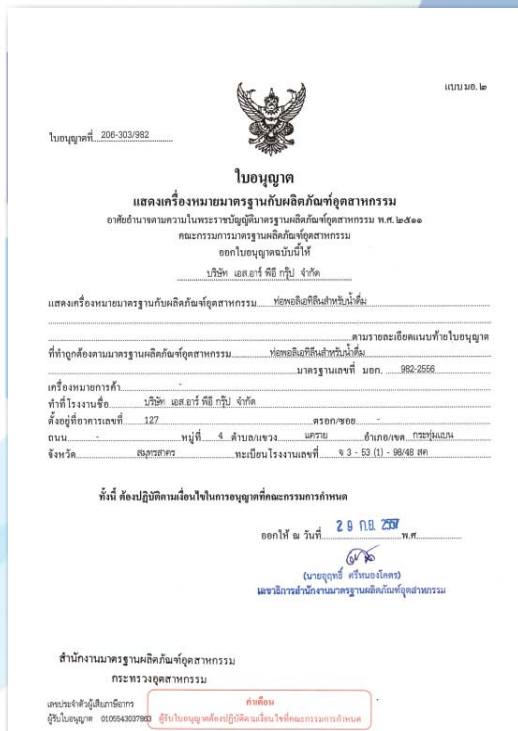 แบบ มอ. ๒
ใบอนุญาตที่ 206-303/982
ใบอนุญาต
แสดงเครื่องหมายมาตรฐานกับผลิตภัณฑ์อุตสาหกรรม
อาศัยอำนาจตามความในพระราชบัญญัติมาตรฐานผลิตภัณฑ์อุตสาหกรรม พ.ศ. ๒๕๑๑
คณะกรรมการมาตรฐานผลิตภัณฑ์อุตสาหกรรม
ออกใบอนุญาตฉบับนี้ให้
บริษัท เอส.อาร์ พีอี กรุ๊ป จำกัด
แสดงเครื่องหมายมาตรฐานกับผลิตภัณฑ์อุตสาหกรรม ท่อพอลิเอทิลีนสำหรับน้ำดื่ม
ตามรายละเอียดแนบท้ายใบอนุญาต
ที่ทำถูกต้องตามมาตรฐานผลิตภัณฑ์อุตสาหกรรม ท่อพอลิเอทิลีนสำหรับน้ำดื่ม
มาตรฐานเลขที่ มอก. 982-2556
เครื่องหมายการค้า -
ทำที่โรงงานชื่อ บริษัท เอส.อาร์ พีอี กรุ๊ป จำกัด
ตั้งอยู่ที่อาคารเลขที่ 127 ตรอก/ซอย -
ถนน - หมู่ที่ 4 ตำบล/แขวง แคราย อำเภอ/เขต กระทุ่มแบน
จังหวัด สมุทรสาคร ทะเบียนโรงงานเลขที่ จ 3 - 53 (1) - 98/48 สค
ทั้งนี้ ต้องปฏิบัติตามเงื่อนไขในการอนุญาตที่คณะกรรมการกำหนด
ออกให้ ณ วันที่ 29 ก.ย. 2557 พ.ศ.
(นายอุฤทธิ์ ศรีหนองโคตร)
เลขาธิการสำนักงานมาตรฐานผลิตภัณฑ์อุตสาหกรรม
สำนักงานมาตรฐานผลิตภัณฑ์อุตสาหกรรม
กระทรวงอุตสาหกรรม
เลขประจำตัวผู้เสียภาษีอากร
ผู้รับใบอนุญาต 0105543037863
คำเตือน
ผู้รับใบอนุญาตต้องปฏิบัติตามเงื่อนไขที่คณะกรรมการกำหนด